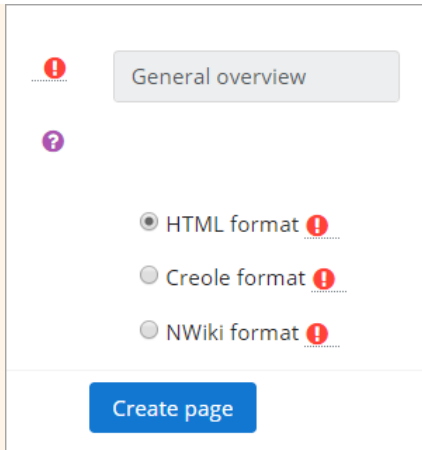 General overview
HTML format
Creole format
NWiki format
Create page